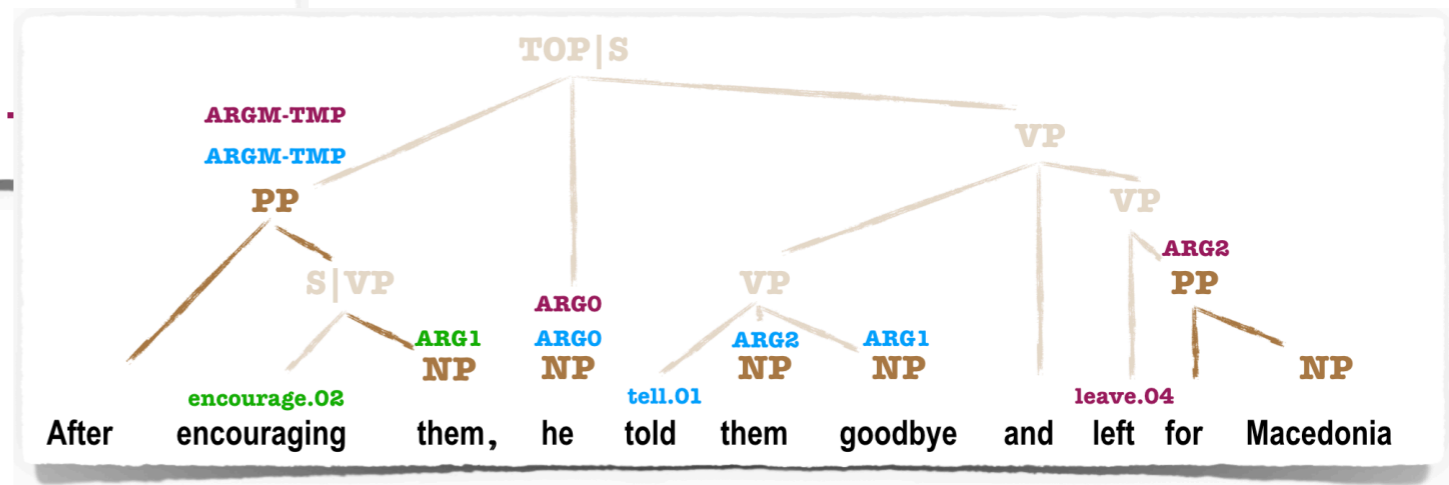 TOP|S
ARGM-TMP
VP
ARGM-TMP
PP
VP
ARG2
S|VP
VP
PP
ARG0
ARG1
ARG0
ARG2
ARG1
NP
NP
NP
NP
NP
encourage.02
tell.01
leave.04
After encouraging them, he told them goodbye and left for Macedonia